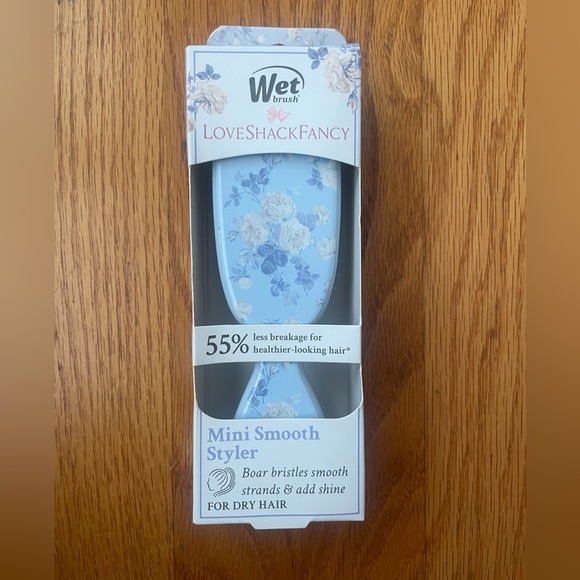 Wet
brush®
LOVESHACKFANCY
55% less breakage for
healthier-looking hair*
Mini Smooth
Styler
Boar bristles smooth
strands & add shine
FOR DRY HAIR